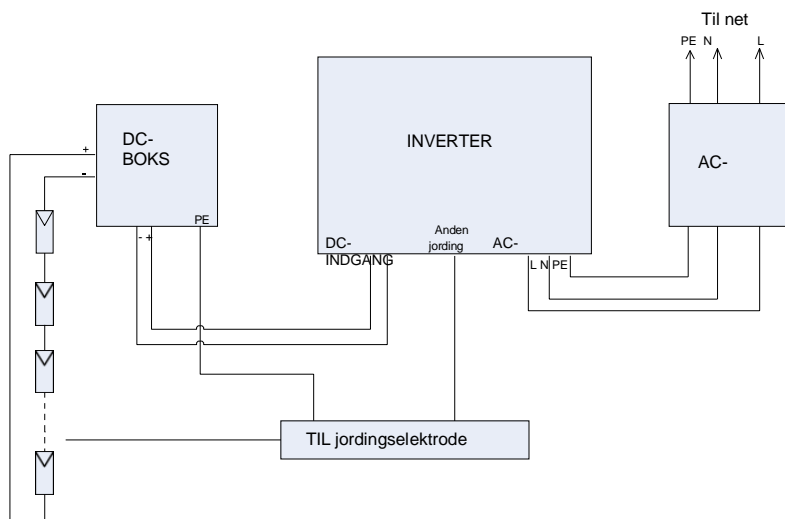 Til net
PE N L
DC-
BOKS
+
-
PE
- +
INVERTER
DC-
INDGANG
Anden
jording
AC-
L N PE
AC-
TIL jordingselektrode